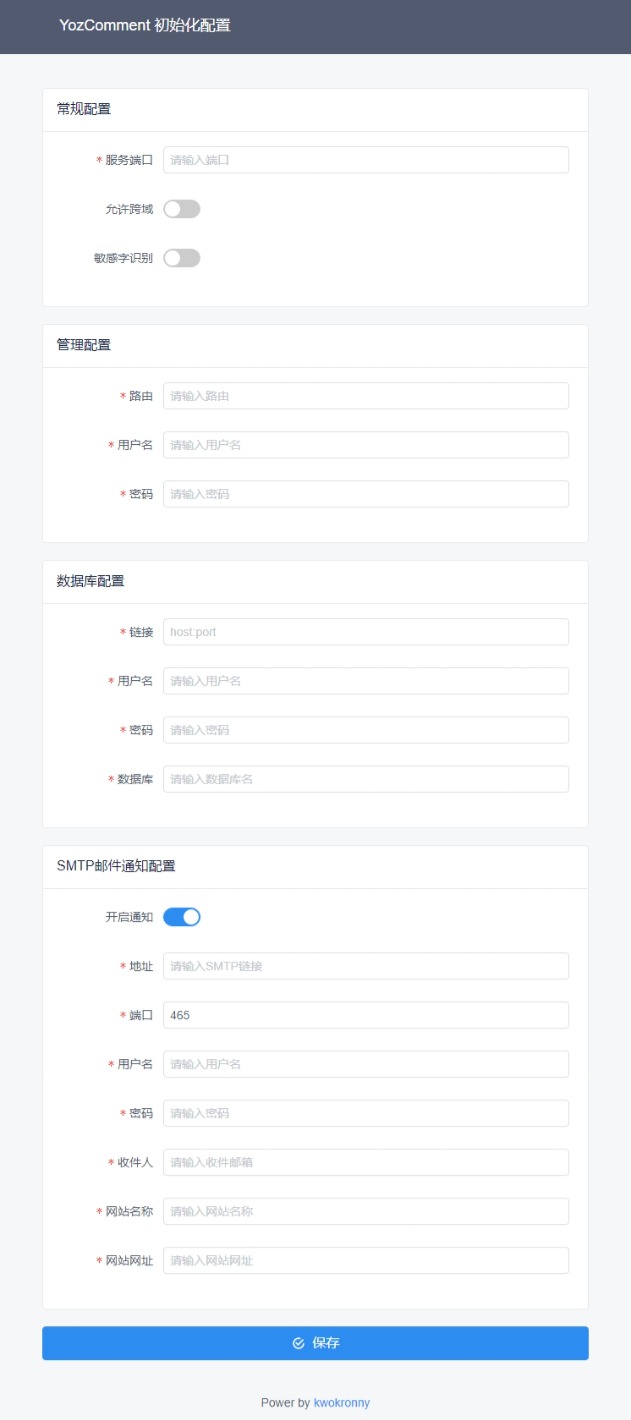 YozComment 初始化配置
常规配置
* 服务端口 请输入端口
允许跨域
敏感字识别
管理配置
* 路由 请输入路由
* 用户名 请输入用户名
* 密码 请输入密码
数据库配置
* 链接 host:port
* 用户名 请输入用户名
* 密码 请输入密码
* 数据库 请输入数据库名
SMTP邮件通知配置
开启通知
* 地址 请输入SMTP链接
* 端口 465
* 用户名 请输入用户名
* 密码 请输入密码
* 收件人 请输入收件邮箱
* 网站名称 请输入网站名称
* 网站网址 请输入网站网址
保存
Power by kwokronny